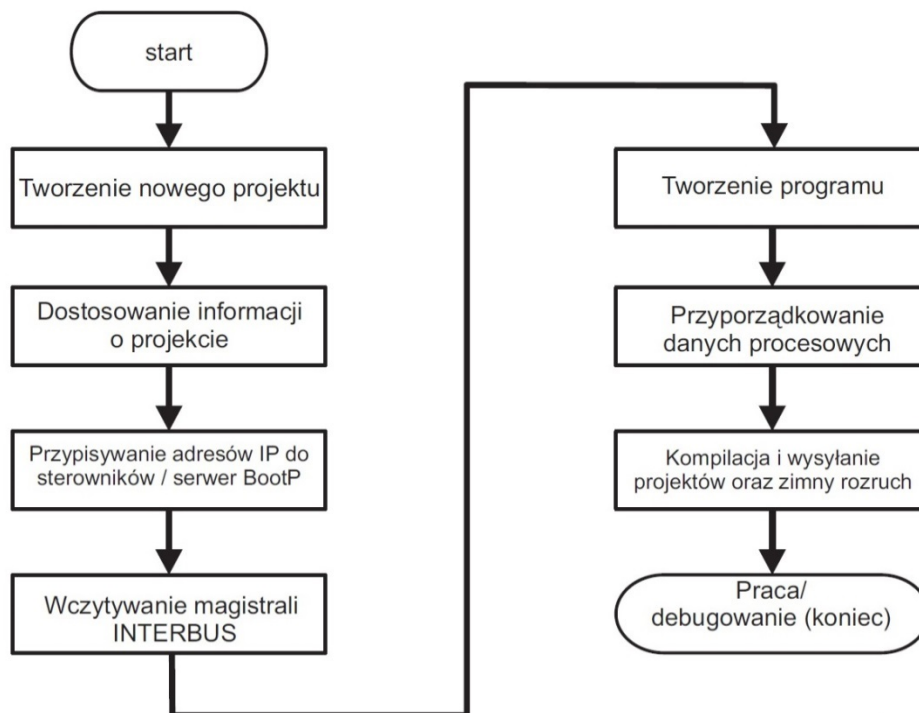 start
Tworzenie nowego projektu
Dostosowanie informacji
o projekcie
Przypisywanie adresów IP do
sterowników / serwer BootP
Wczytywanie magistrali
INTERBUS
Tworzenie programu
Przyporządkowanie
danych procesowych
Kompilacja i wysyłanie
projektów oraz zimny rozruch
Praca/
debugowanie (koniec)